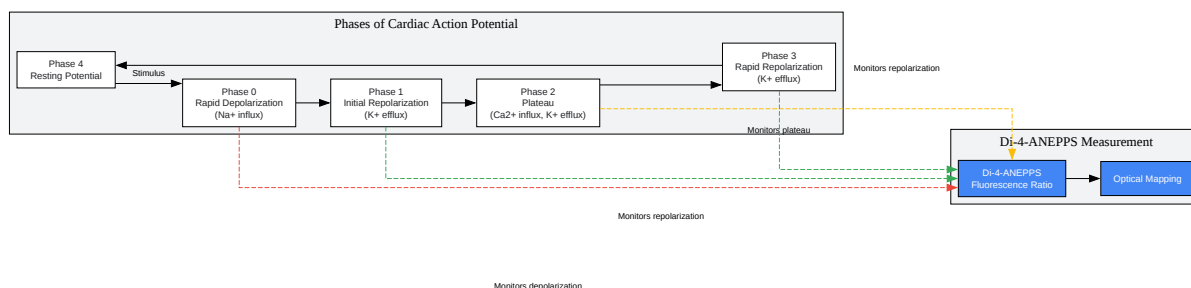 Phases of Cardiac Action Potential
Phase 4
Resting Potential
Stimulus
Phase 0
Rapid Depolarization
(Na+ influx)
Phase 1
Initial Repolarization
(K+ efflux)
Phase 2
Plateau
(Ca2+ influx, K+ efflux)
Phase 3
Rapid Repolarization
(K+ efflux)
Monitors repolarization
Monitors plateau
Di-4-ANEPPS Measurement
Di-4-ANEPPS
Fluorescence Ratio
Optical Mapping
Monitors repolarization
Monitors depolarization